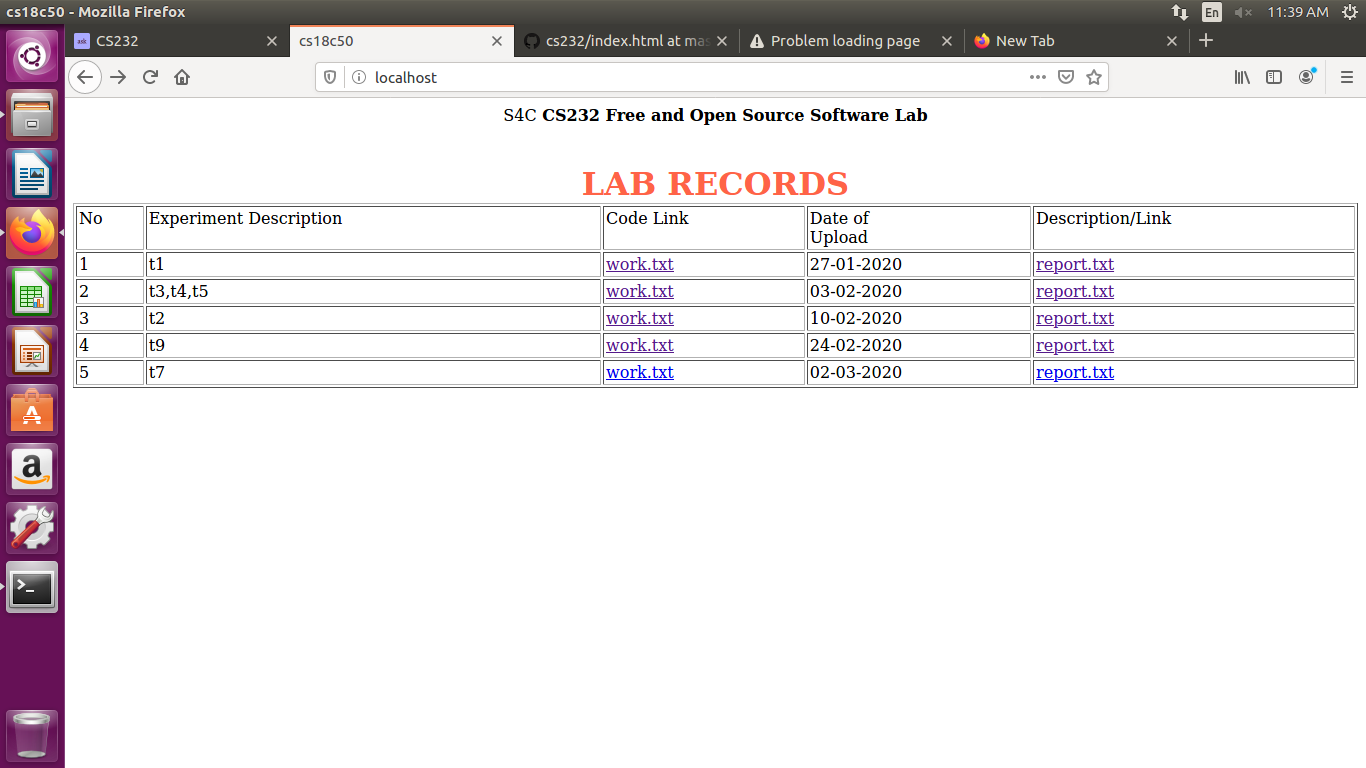 cs18c50 - Mozilla Firefox
En
11:39 AM
ask CS232
cs18c50
cs232/index.html at mas
Problem loading page
New Tab
localhost
S4C CS232 Free and Open Source Software Lab
LAB RECORDS
No Experiment Description Code Link Date of Upload Description/Link
1 t1 work.txt 27-01-2020 report.txt
2 t3,t4,t5 work.txt 03-02-2020 report.txt
3 t2 work.txt 10-02-2020 report.txt
4 t9 work.txt 24-02-2020 report.txt
5 t7 work.txt 02-03-2020 report.txt